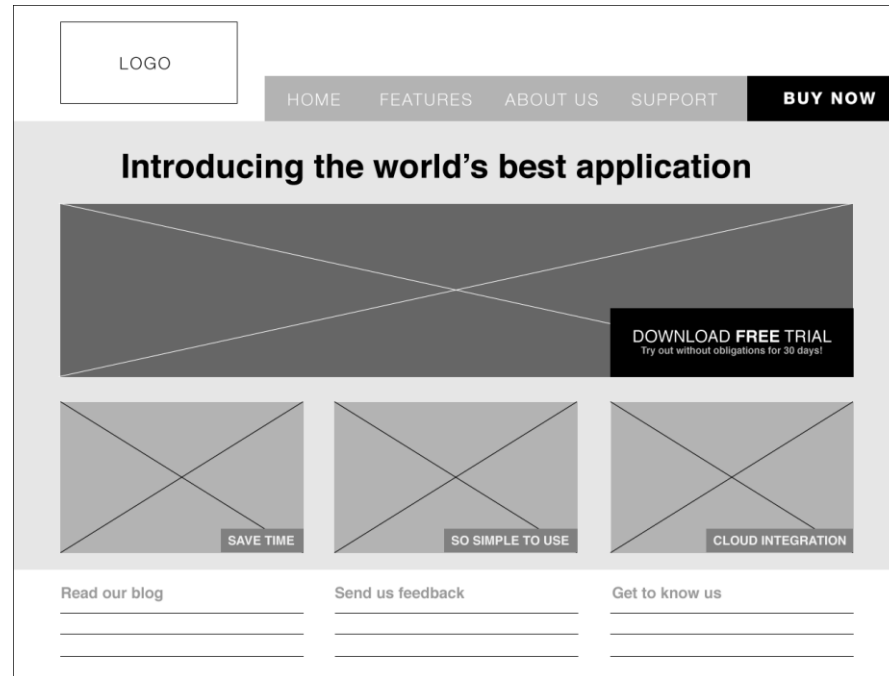 LOGO
HOME FEATURES ABOUT US SUPPORT BUY NOW
Introducing the world's best application
DOWNLOAD FREE TRIAL
Try out without obligations for 30 days!
SAVE TIME
SO SIMPLE TO USE
CLOUD INTEGRATION
Read our blog
Send us feedback
Get to know us